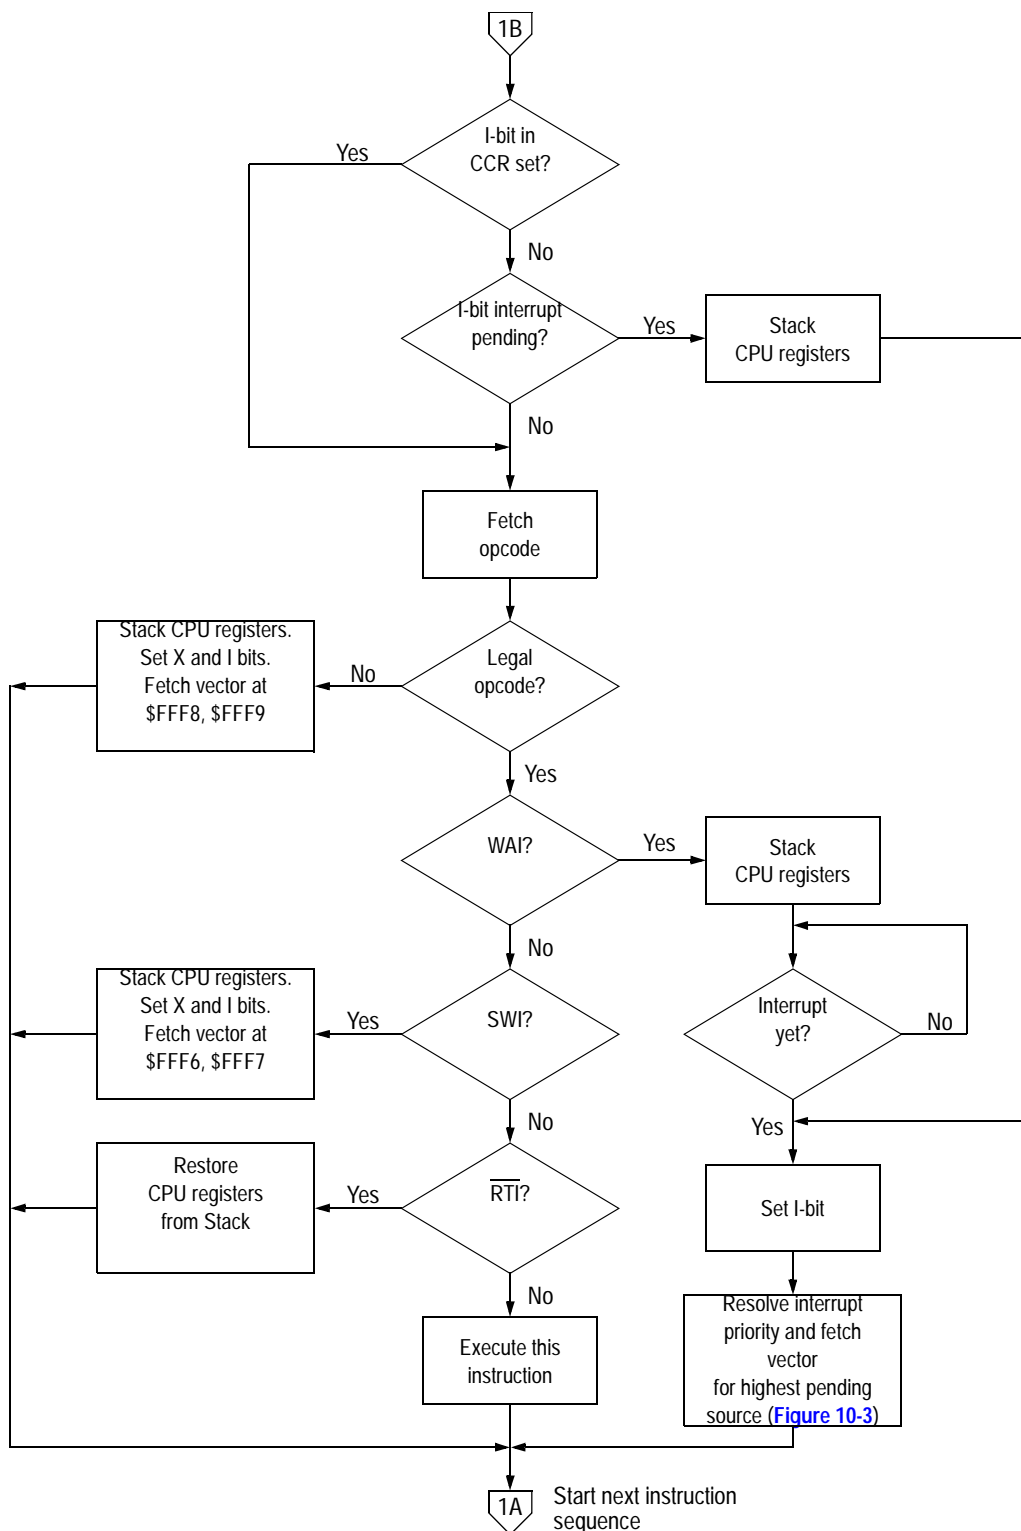 1B
I-bit in
CCR set?
Yes
No
I-bit interrupt
pending?
Yes
Stack
CPU registers
No
Fetch
opcode
Stack CPU registers.
Set X and I bits.
Fetch vector at
$FFF8, $FFF9
No
Legal
opcode?
Yes
WAI?
Yes
Stack
CPU registers
No
Stack CPU registers.
Set X and I bits.
Fetch vector at
$FFF6, $FFF7
Yes
SWI?
Interrupt
yet?
No
No
Yes
Restore
CPU registers
from Stack
Yes
RTI?
Set I-bit
No
Execute this
instruction
Resolve interrupt
priority and fetch
vector
for highest pending
source (Figure 10-3)
1A
Start next instruction
sequence